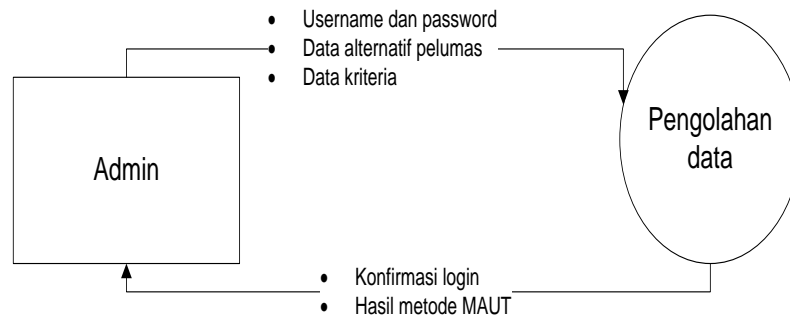 • Username dan password
• Data alternatif pelumas
• Data kriteria
Admin
Pengolahan
data
• Konfirmasi login
• Hasil metode MAUT